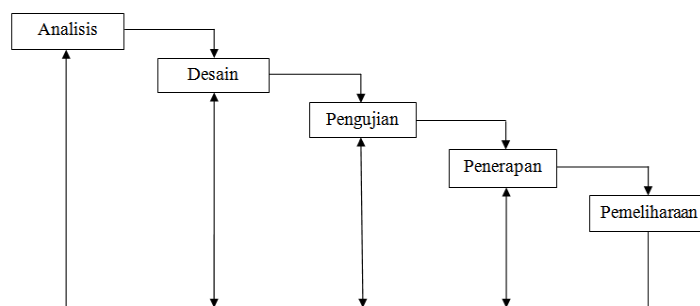 Analisis
Desain
Pengujian
Penerapan
Pemeliharaan